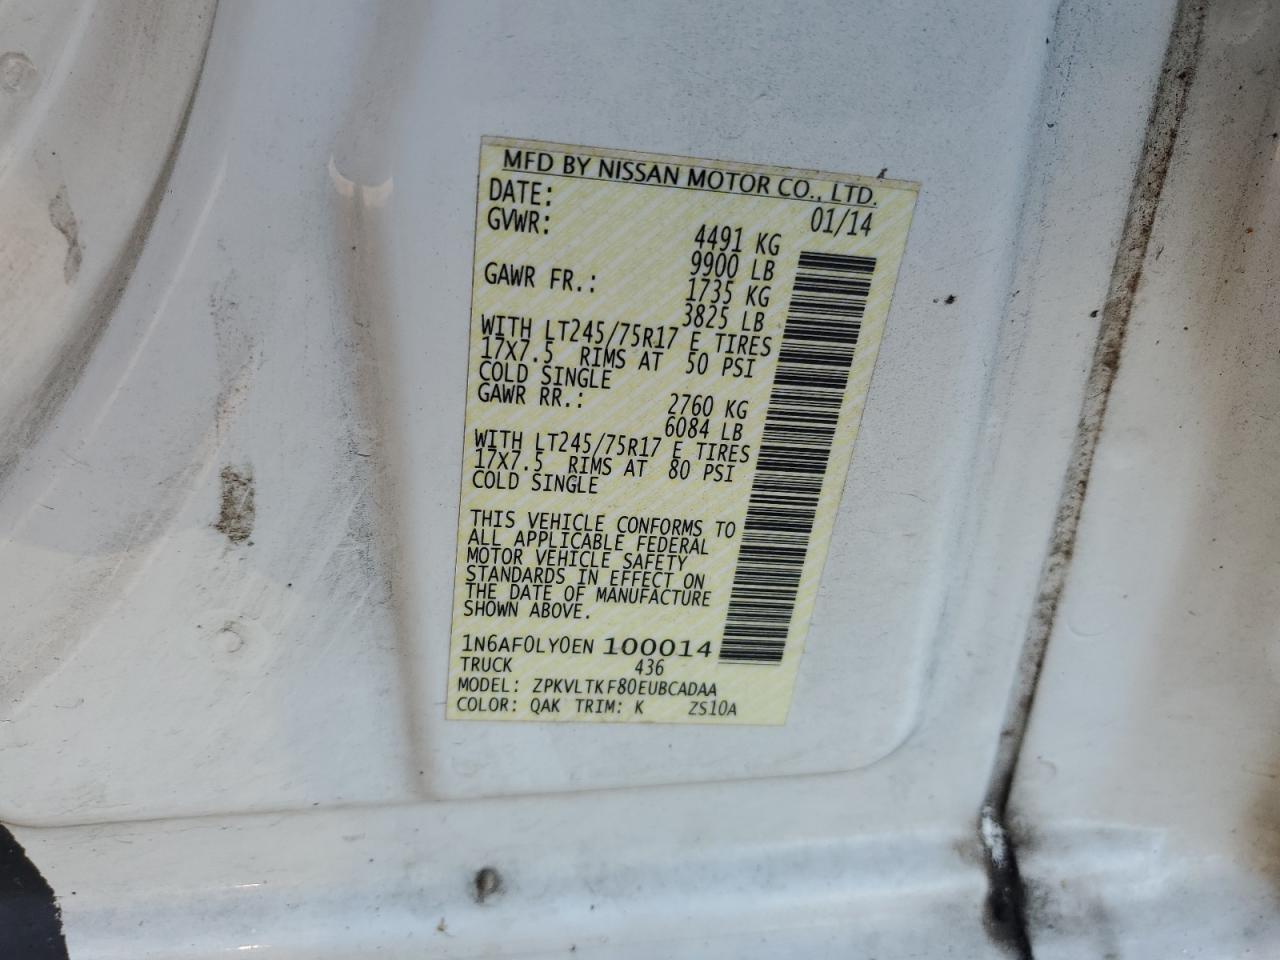 MFD BY NISSAN MOTOR CO., LTD.
DATE: 01/14
GVWR: 4491 KG
9900 LB
GAWR FR.: 1735 KG
3825 LB
WITH LT245/75R17 E TIRES
17X7.5 RIMS AT 50 PSI
COLD SINGLE
GAWR RR.: 2760 KG
6084 LB
WITH LT245/75R17 E TIRES
17X7.5 RIMS AT 80 PSI
COLD SINGLE
THIS VEHICLE CONFORMS TO
ALL APPLICABLE FEDERAL
MOTOR VEHICLE SAFETY
STANDARDS IN EFFECT ON
THE DATE OF MANUFACTURE
SHOWN ABOVE.
1N6AF0LY0EN 100014
TRUCK 436
MODEL: ZPKVLTKF80EUBCADAA
COLOR: QAK TRIM: K ZS10A